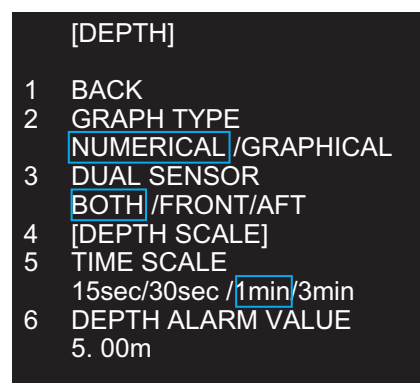 [DEPTH]
1 BACK
2 GRAPH TYPE
NUMERICAL /GRAPHICAL
3 DUAL SENSOR
BOTH /FRONT/AFT
4 [DEPTH SCALE]
5 TIME SCALE
15sec/30sec /1min/3min
6 DEPTH ALARM VALUE
5. 00m